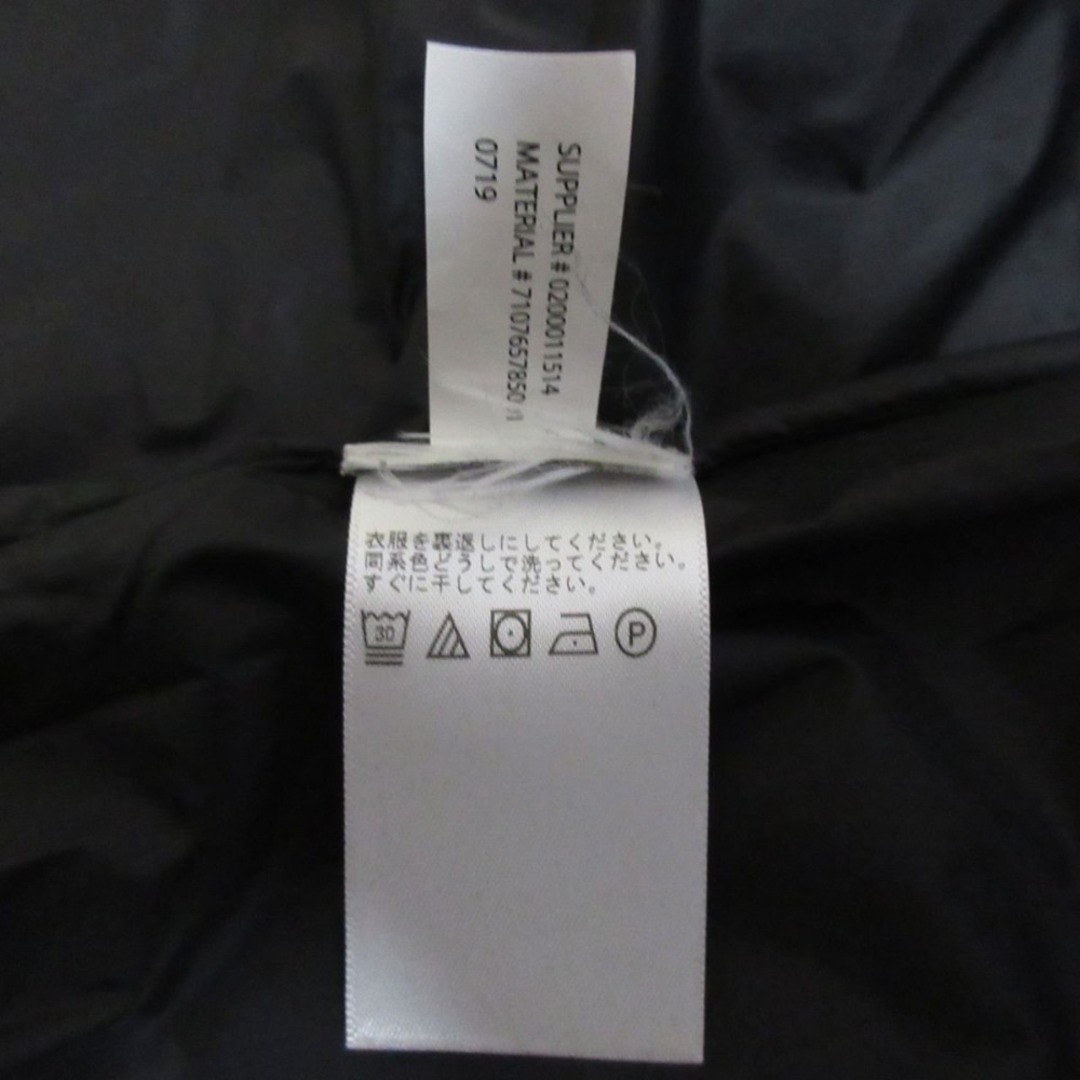 SUPPLIER # 0200011514
MATERIAL # 7107657850 /1
0719
衣服を裏返しにしてください。
同系色どうしで洗ってください。
すぐに干してください。
30
P